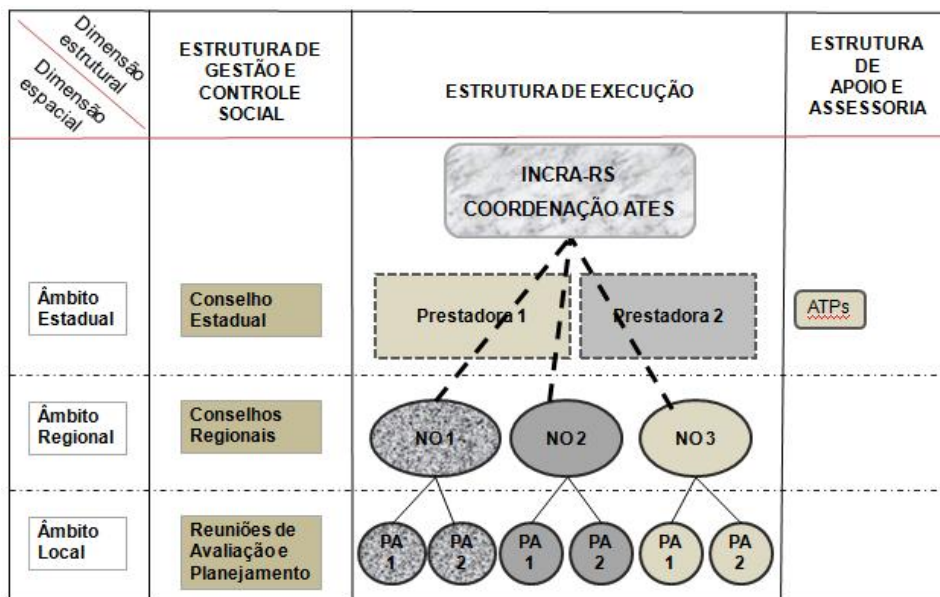 Dimensão
estrutural
Dimensão
espacial
ESTRUTURA DE
GESTÃO E
CONTROLE
SOCIAL
ESTRUTURA DE EXECUÇÃO
ESTRUTURA
DE
APOIO E
ASSESSORIA
INCRA-RS
COORDENAÇÃO ATES
Âmbito
Estadual
Conselho
Estadual
Prestadora 1
Prestadora 2
ATPs
Âmbito
Regional
Conselhos
Regionais
NO 1
NO 2
NO 3
Âmbito
Local
Reuniões de
Avaliação e
Planejamento
PA
1
PA
2
PA
1
PA
2
PA
1
PA
2